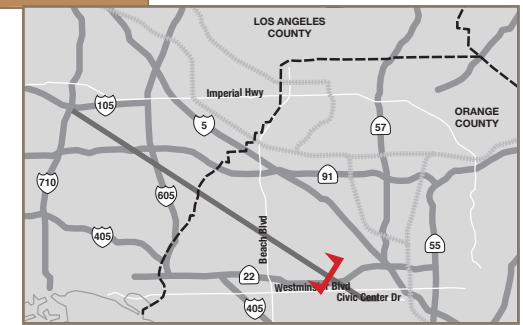 LOS ANGELES
COUNTY
Imperial Hwy
105
5
57
ORANGE
COUNTY
91
710
605
405
Beach Blvd
55
22
Westminster Blvd
Civic Center Dr
405